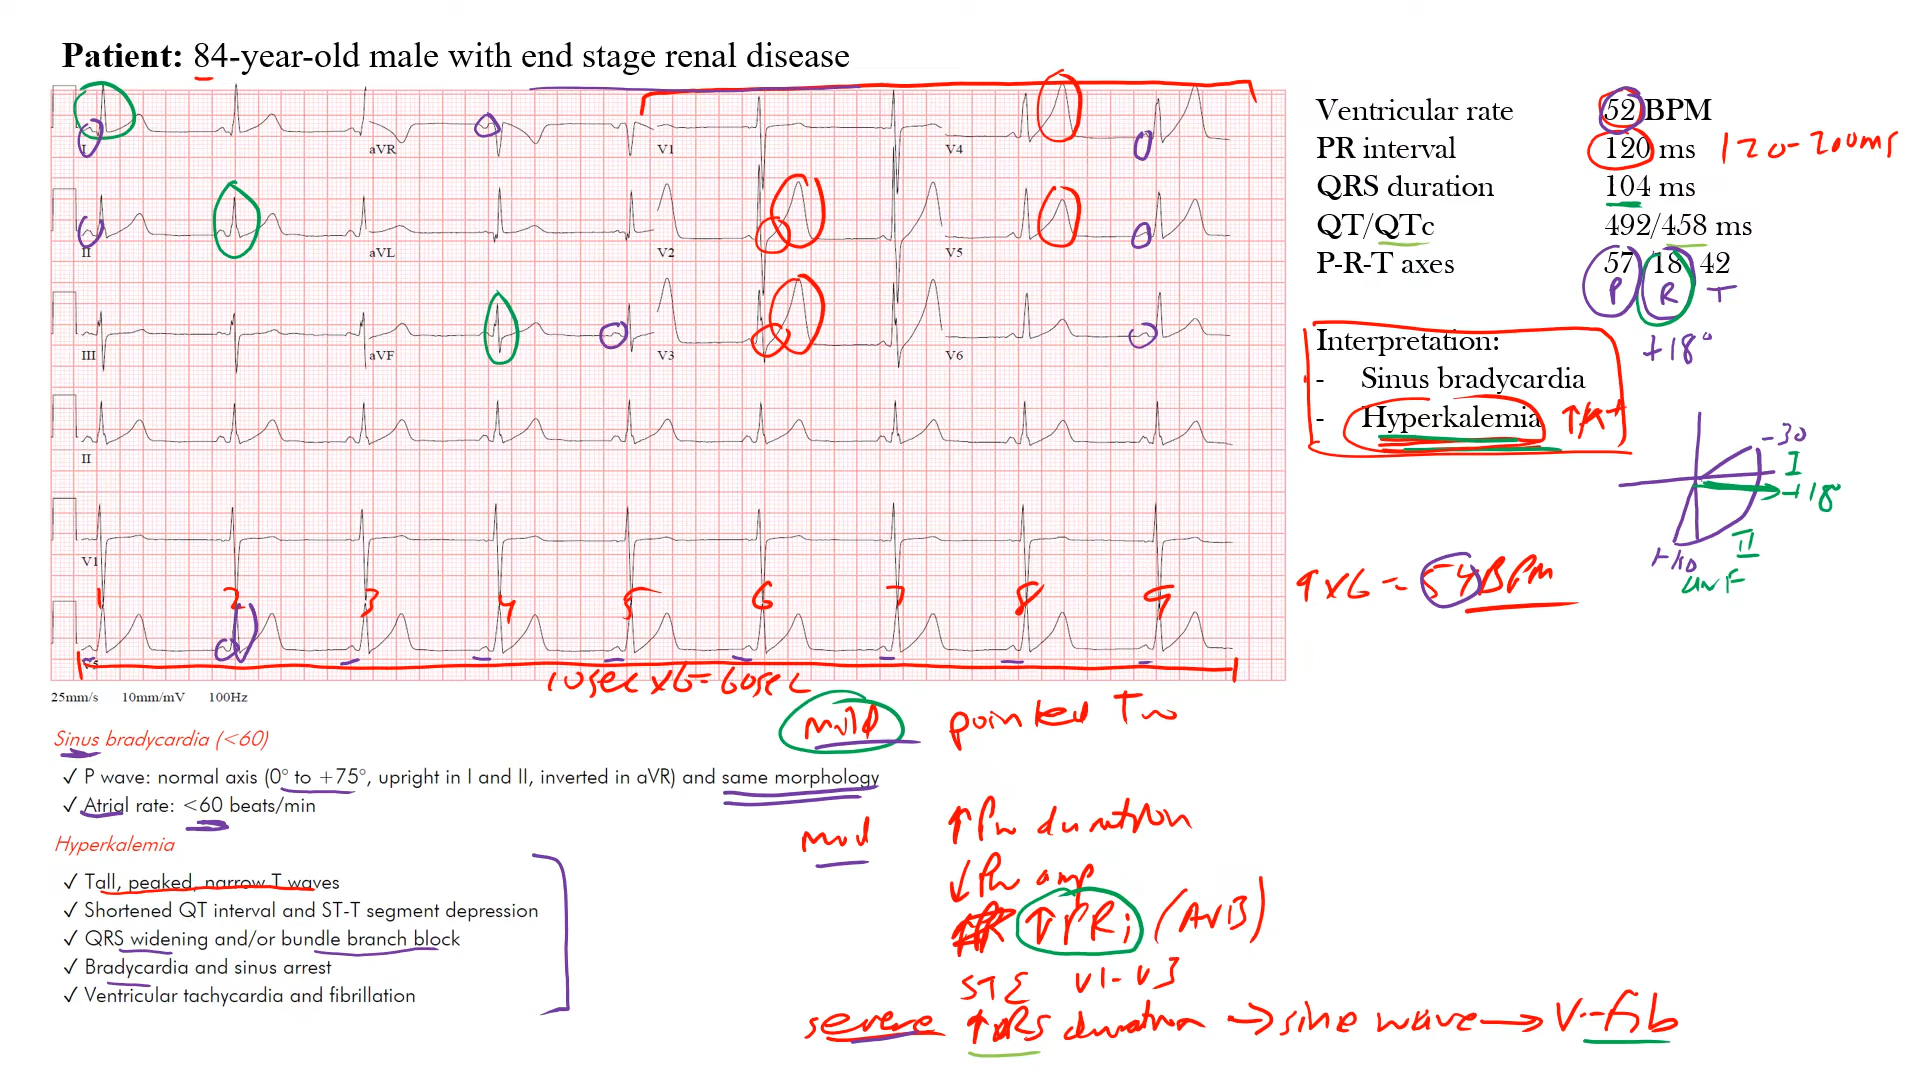 Patient: 84-year-old male with end stage renal disease
I
aVR
V1
V4
II
aVL
V2
V5
III
aVF
V3
V6
II
V1
1 2 3 4 5 6 7 8 9
V5
10sec x6=60sec
25mm/s 10mm/mV 100Hz
Ventricular rate 52 BPM
PR interval 120 ms 120-200ms
QRS duration 104 ms
QT/QTc 492/458 ms
P-R-T axes 57 18 42
P R T
+18°
Interpretation:
- Sinus bradycardia
- Hyperkalemia ↑K+
-30
I
+18°
II
avF
9x6 = 54BPM
Sinus bradycardia (<60)
✓ P wave: normal axis (0° to +75°, upright in I and II, inverted in aVR) and same morphology
✓ Atrial rate: <60 beats/min
Hyperkalemia
✓ Tall, peaked, narrow T waves
✓ Shortened QT interval and ST-T segment depression
✓ QRS widening and/or bundle branch block
✓ Bradycardia and sinus arrest
✓ Ventricular tachycardia and fibrillation
mild pointed Tw
mod ↑Pw duration
↓Pw amp
↑PRi (AVB)
STE V1-V3
severe ↑QRS duration → sine wave → V-fib